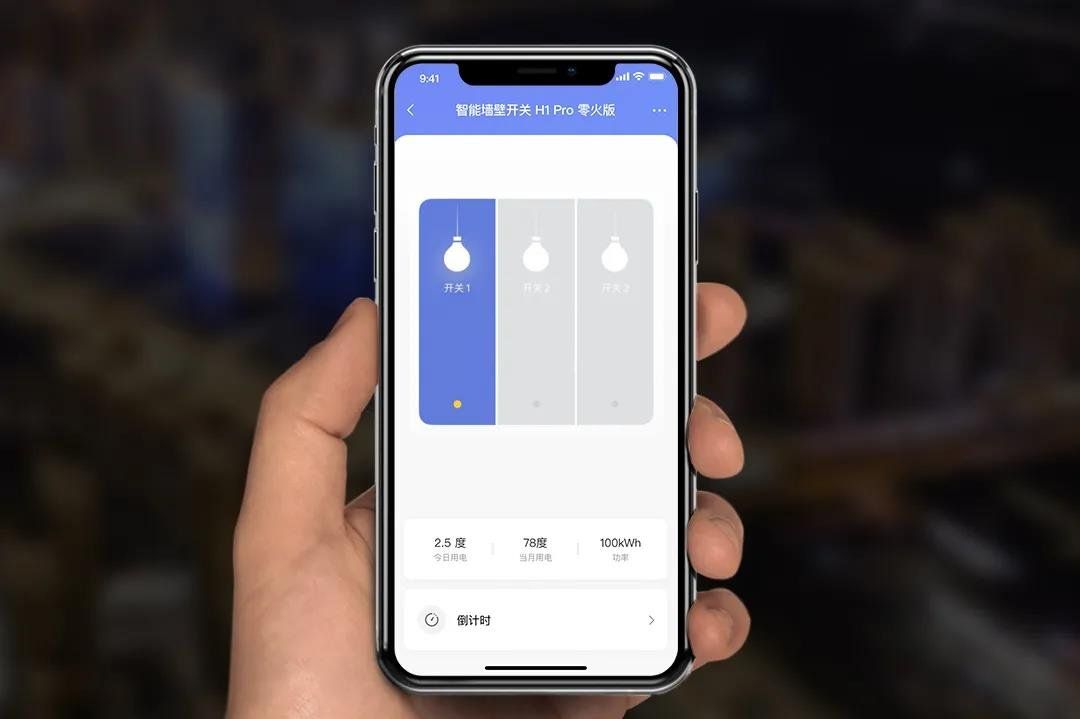 9:41
智能墙壁开关 H1 Pro 零火版
开关 1
开关 2
开关 3
2.5 度
78度
100kWh
今日用电
当月用电
功率
倒计时